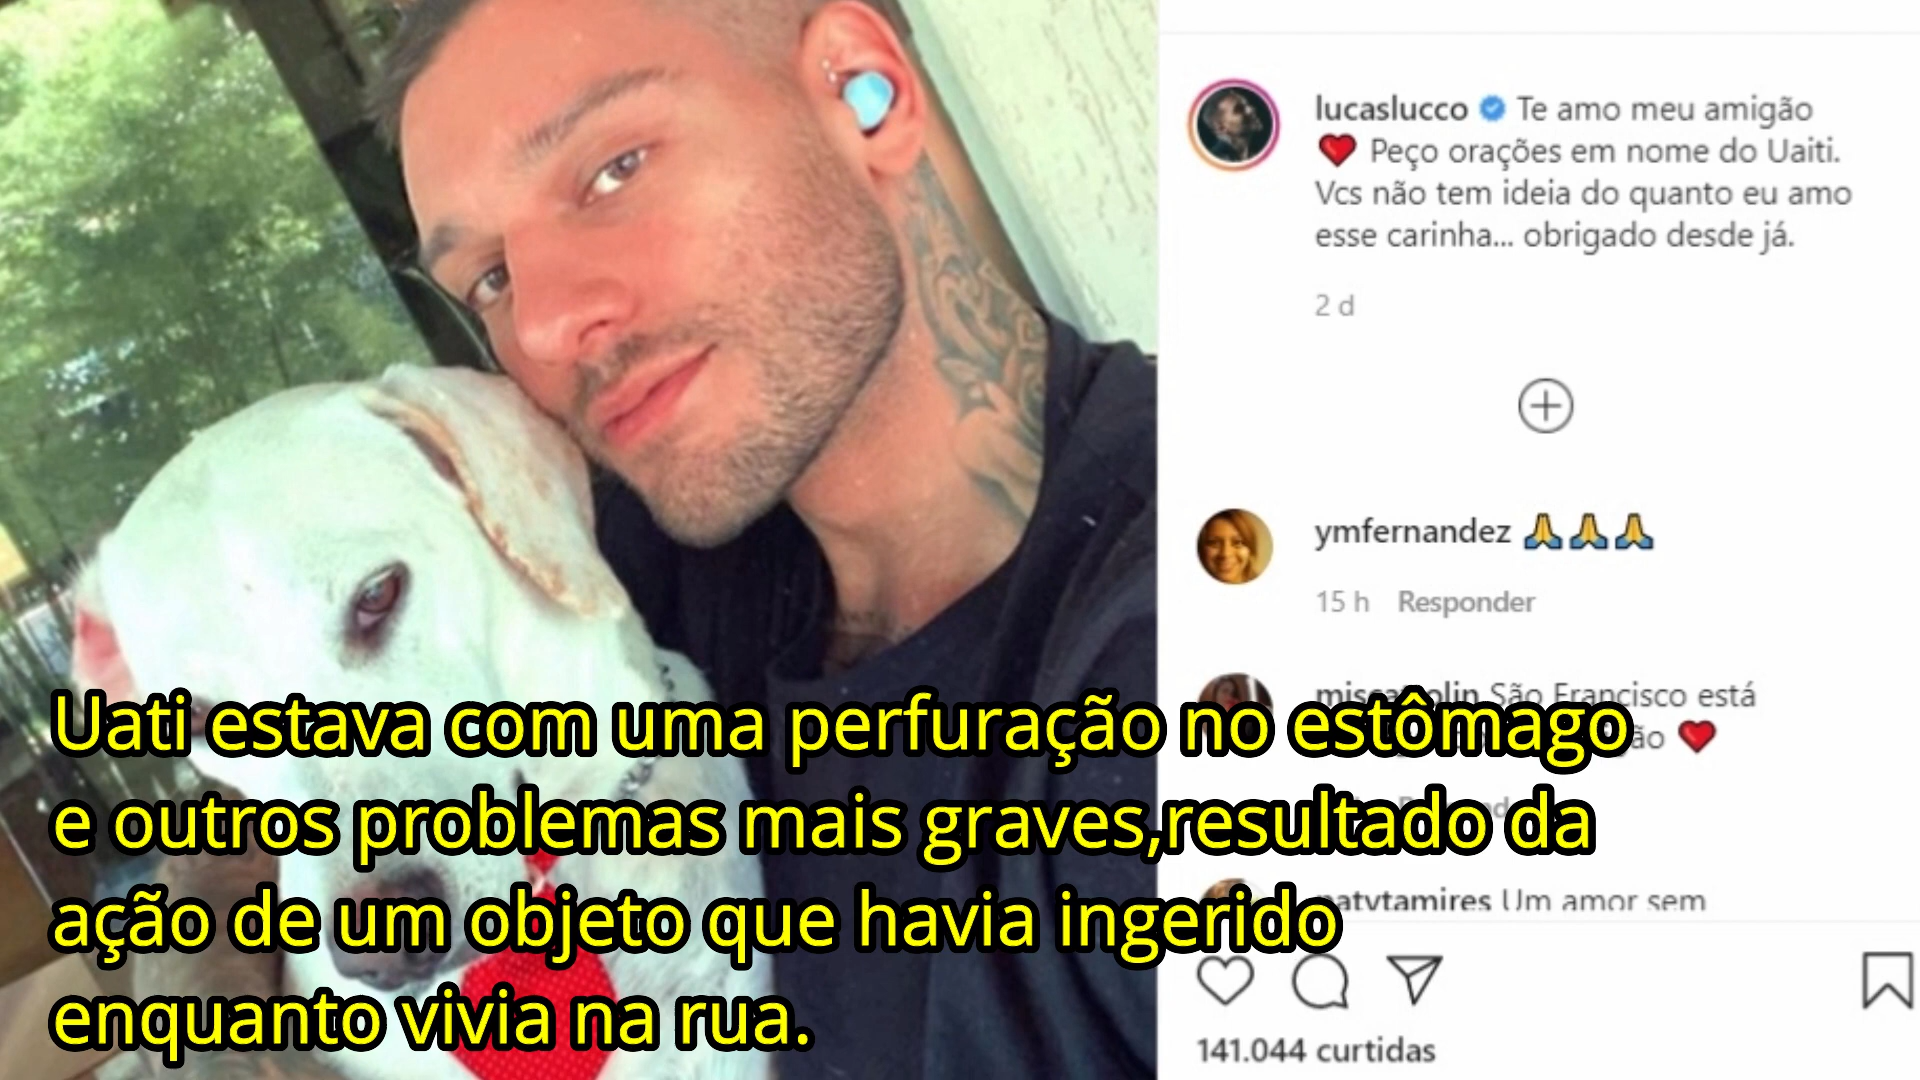 lucaslucco Te amo meu amigão
❤️ Peço orações em nome do Uaiti.
Vcs não tem ideia do quanto eu amo
esse carinha... obrigado desde já.
2 d
ymfernandez 🙏🙏🙏
15 h Responder
São Francisco está
❤️
natytamires Um amor sem
141.044 curtidas
Uati estava com uma perfuração no estômago
e outros problemas mais graves,resultado da
ação de um objeto que havia ingerido
enquanto vivia na rua.